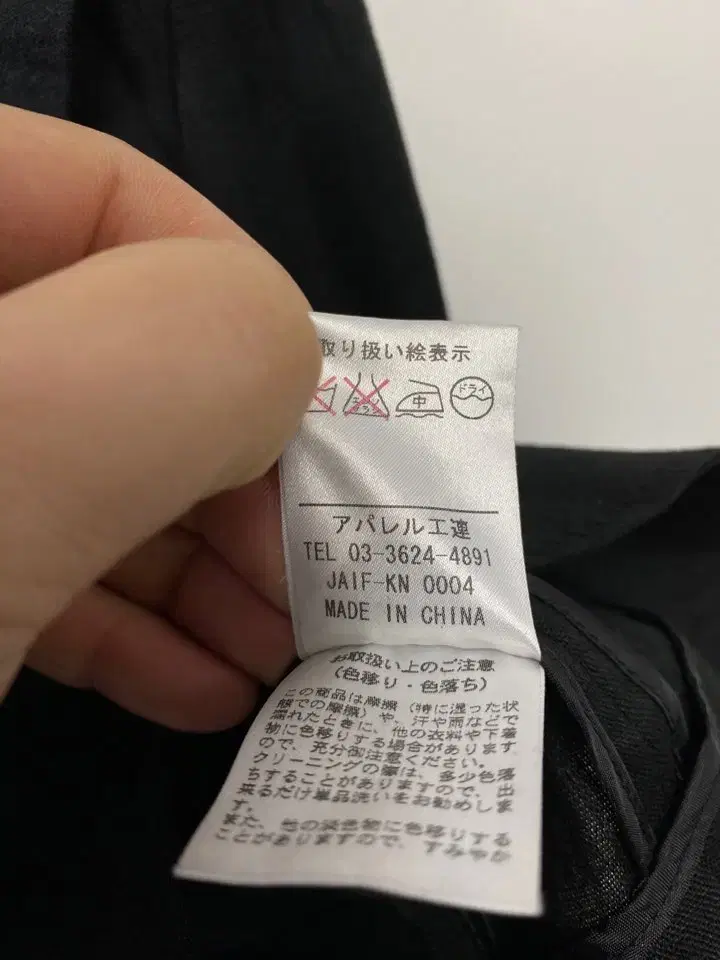 取り扱い絵表示
エンソ
サラシ
中
ドライ
アパレル工連
TEL 03-3624-4891
JAIF-KN 0004
MADE IN CHINA
お取扱い上のご注意
(色移り・色落ち)
この商品は摩擦(特に湿った状
態での摩擦)や、汗や雨などで
濡れたときに、他の衣料や下着
物に色移りする場合があります
ので、充分御注意ください。
クリーニングの際は、多少色落
ちすることがありますので、出
来るだけ単品洗いをお勧めしま
す。
また、他の淡色物に色移りする
ことがありますので、すみやか